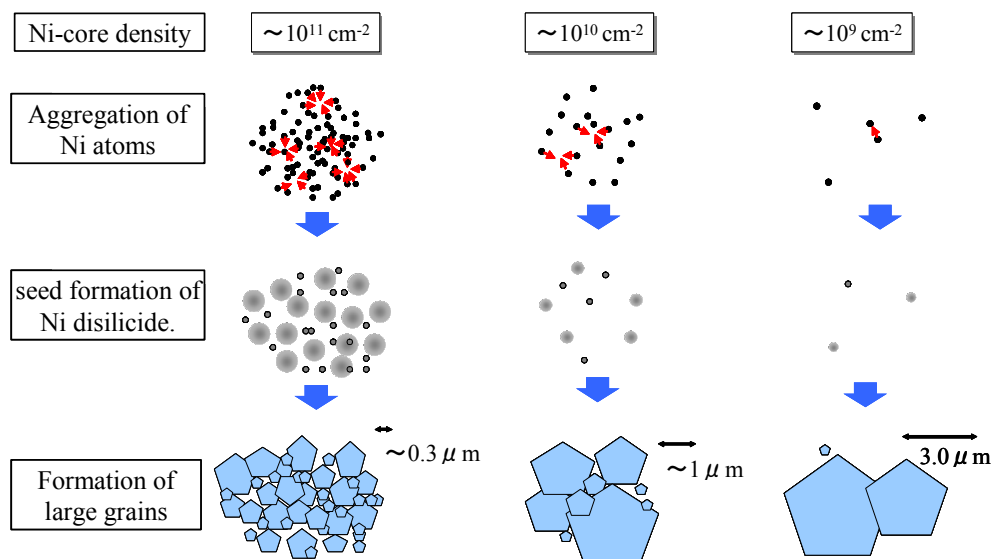 Ni-core density
~10¹¹ cm⁻²
~10¹⁰ cm⁻²
~10⁹ cm⁻²
Aggregation of
Ni atoms
seed formation of
Ni disilicide.
Formation of
large grains
~0.3 μ m
~1 μ m
3.0 μ m